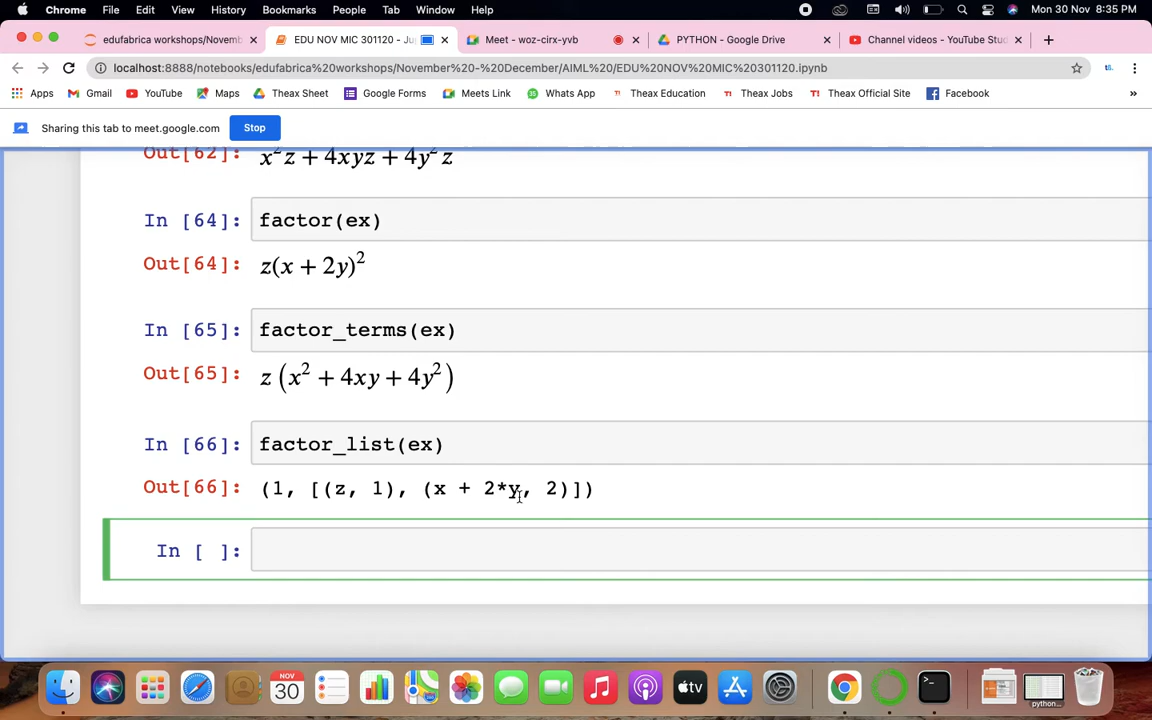 Chrome File Edit View History Bookmarks People Tab Window Help Mon 30 Nov 8:35 PM
edufabrica workshops/Novemb EDU NOV MIC 301120 - Ju Meet - woz-cirx-yvb PYTHON - Google Drive Channel videos - YouTube Stu
localhost:8888/notebooks/edufabrica%20workshops/November%20-%20December/AIML%20/EDU%20NOV%20MIC%20301120.ipynb
Apps Gmail YouTube Maps Theax Sheet Google Forms Meets Link Whats App Theax Education Theax Jobs Theax Official Site Facebook »
Sharing this tab to meet.google.com Stop
Out[62]: x²z + 4xyz + 4y²z
In [64]: factor(ex)
Out[64]: z(x + 2y)²
In [65]: factor_terms(ex)
Out[65]: z (x² + 4xy + 4y²)
In [66]: factor_list(ex)
Out[66]: (1, [(z, 1), (x + 2*y, 2)])
In [ ]:
NOV
30
tv
python...